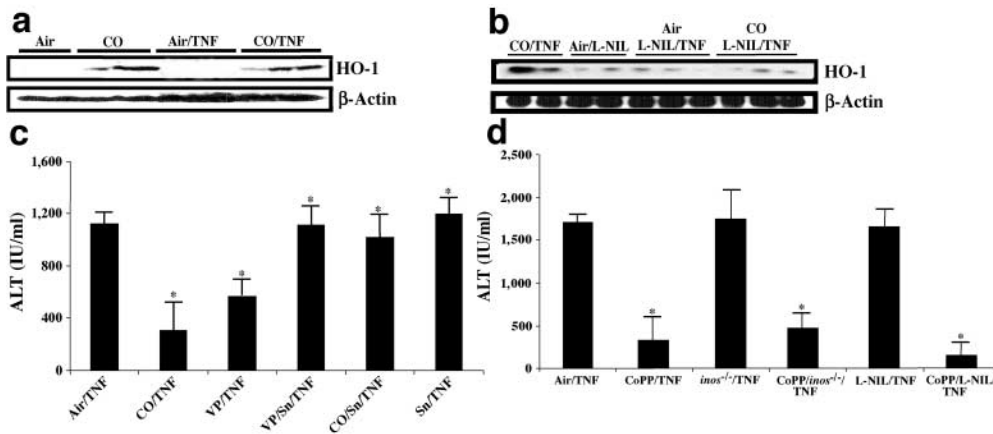 a
Air CO Air/TNF CO/TNF
HO-1
β-Actin
b
Air CO
CO/TNF Air/L-NIL L-NIL/TNF L-NIL/TNF
HO-1
β-Actin
c
1,600
1,200
800
400
0
ALT (IU/ml)
* * * * *
Air/TNF CO/TNF VP/TNF VP/Sn/TNF CO/Sn/TNF Sn/TNF
d
2,500
2,000
1,500
1,000
500
0
ALT (IU/ml)
* * *
Air/TNF CoPP/TNF inos-/-/TNF CoPP/inos-/-/ L-NIL/TNF CoPP/L-NIL/
TNF TNF